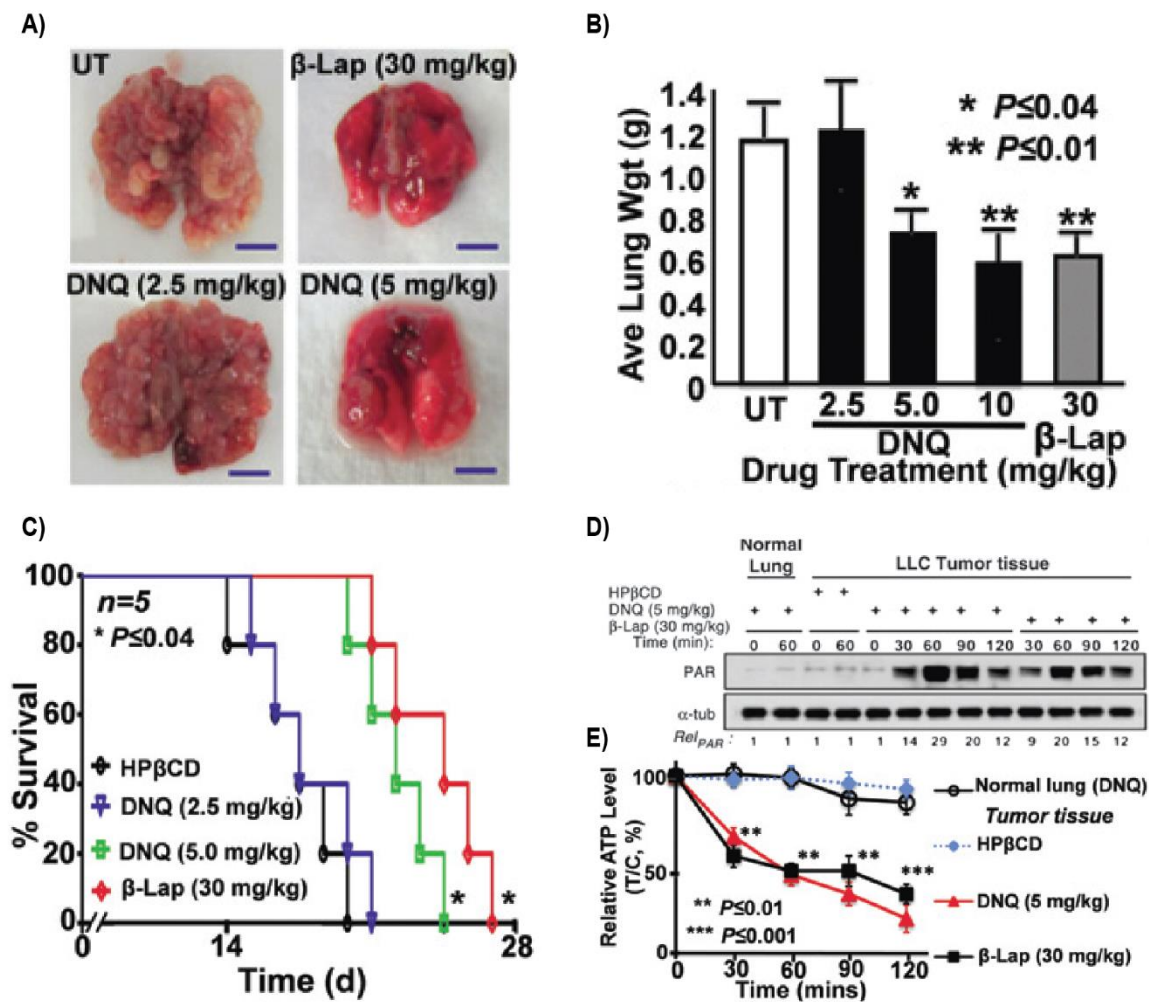 A)
UT
β-Lap (30 mg/kg)
DNQ (2.5 mg/kg)
DNQ (5 mg/kg)
B)
Ave Lung Wgt (g)
1.4
1.2
1.0
0.8
0.6
0.4
0.2
0
* P≤0.04
** P≤0.01
*
**
**
UT
2.5
5.0
10
30
DNQ
β-Lap
Drug Treatment (mg/kg)
C)
% Survival
100
80
60
40
20
0
n=5
* P≤0.04
HPβCD
DNQ (2.5 mg/kg)
DNQ (5.0 mg/kg)
β-Lap (30 mg/kg)
*
*
0
14
28
Time (d)
D)
Normal Lung
LLC Tumor tissue
HPβCD + +
DNQ (5 mg/kg) + + + + + + +
β-Lap (30 mg/kg) + + + +
Time (min): 0 60 0 60 0 30 60 90 120 30 60 90 120
PAR
α-tub
RelPAR : 1 1 1 1 1 14 29 20 12 9 20 15 12
E)
Relative ATP Level
(T/C, %)
100
50
0
**
**
**
***
** P≤0.01
*** P≤0.001
Normal lung (DNQ)
Tumor tissue
HPβCD
DNQ (5 mg/kg)
β-Lap (30 mg/kg)
0
30
60
90
120
Time (mins)